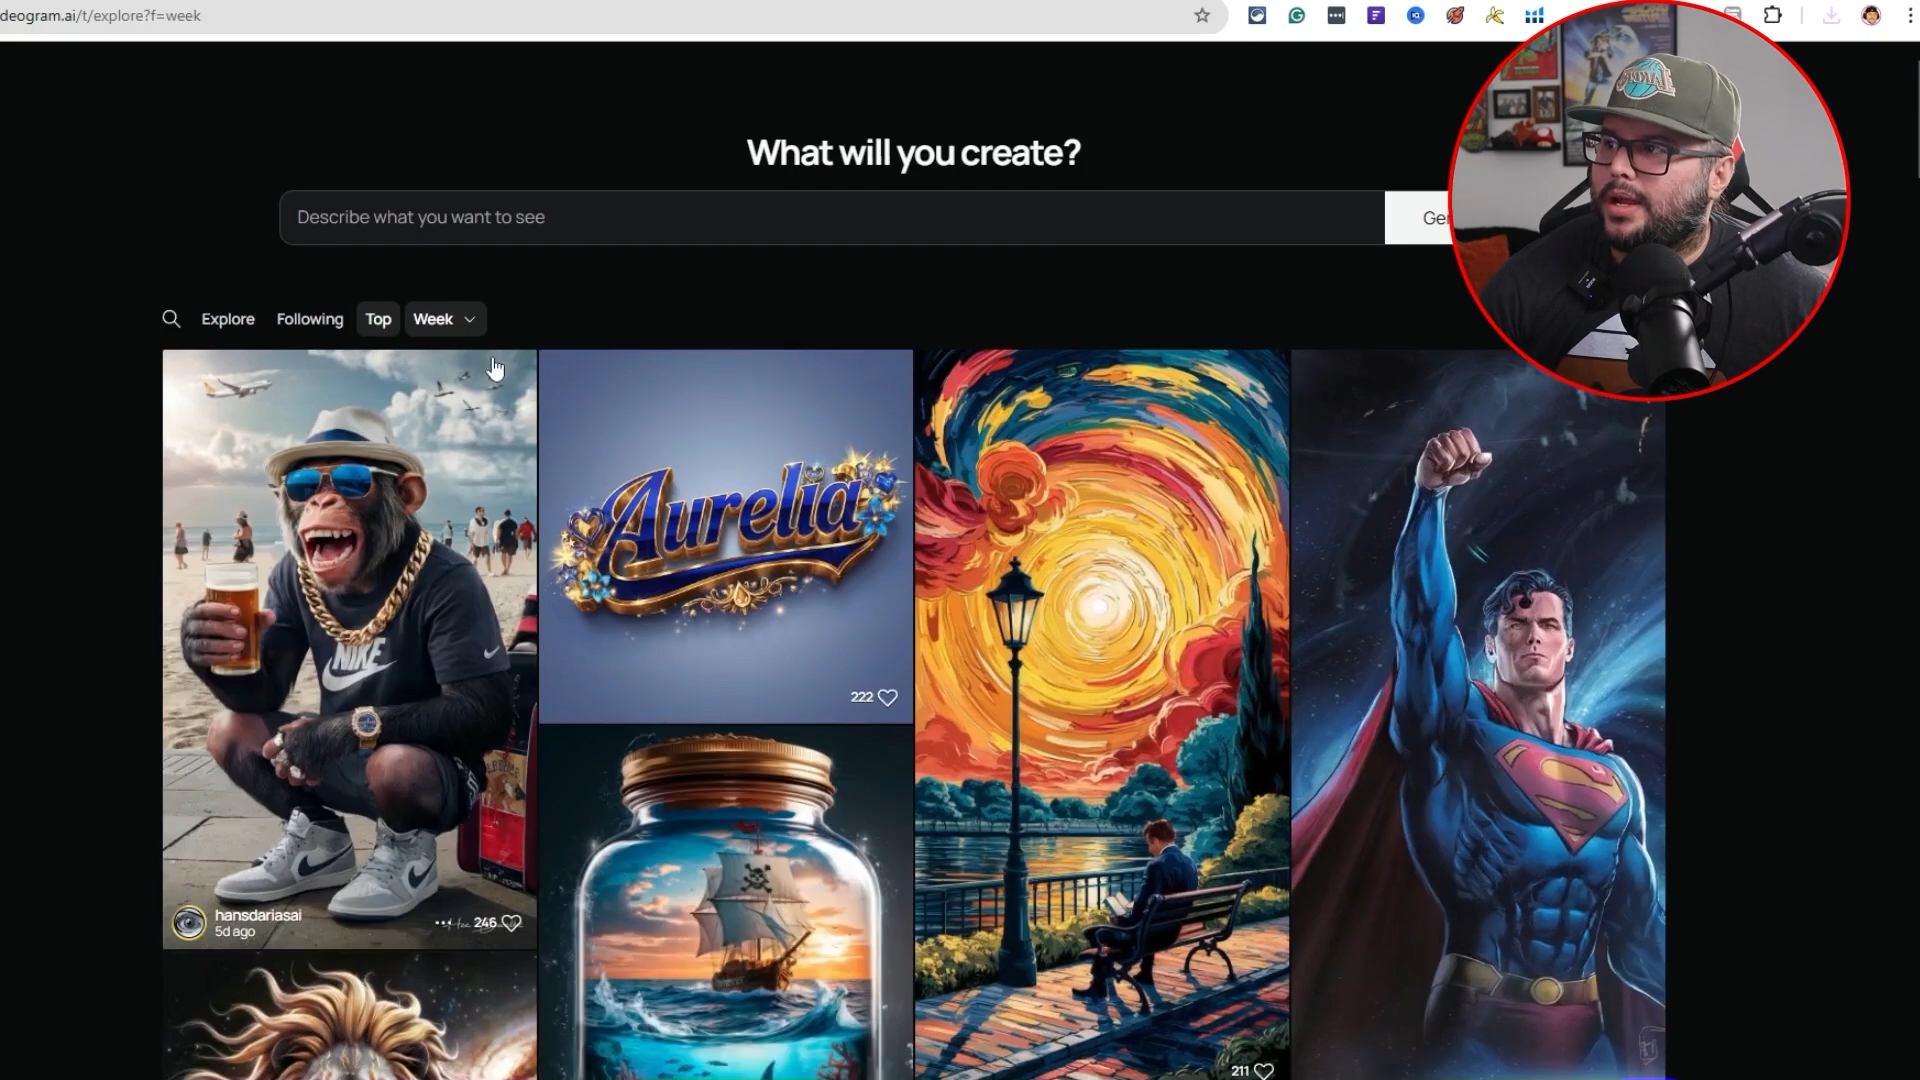 deogram.ai/t/explore?f=week
What will you create?
Describe what you want to see
Ge
Explore
Following
Top
Week
NIKE
Aurelia
222
hansdariasai
5d ago
246
211